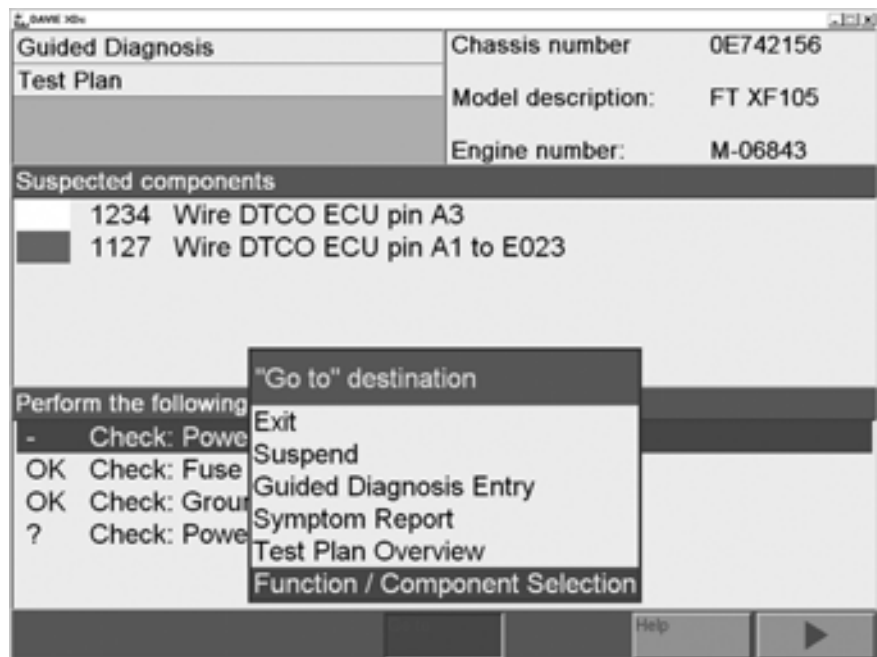 DAVIE XDc
Guided Diagnosis
Test Plan
Chassis number 0E742156
Model description: FT XF105
Engine number: M-06843
Suspected components
1234 Wire DTCO ECU pin A3
1127 Wire DTCO ECU pin A1 to E023
Perform the following
- Check: Powe
OK Check: Fuse
OK Check: Grour
? Check: Powe
"Go to" destination
Exit
Suspend
Guided Diagnosis Entry
Symptom Report
Test Plan Overview
Function / Component Selection
Help